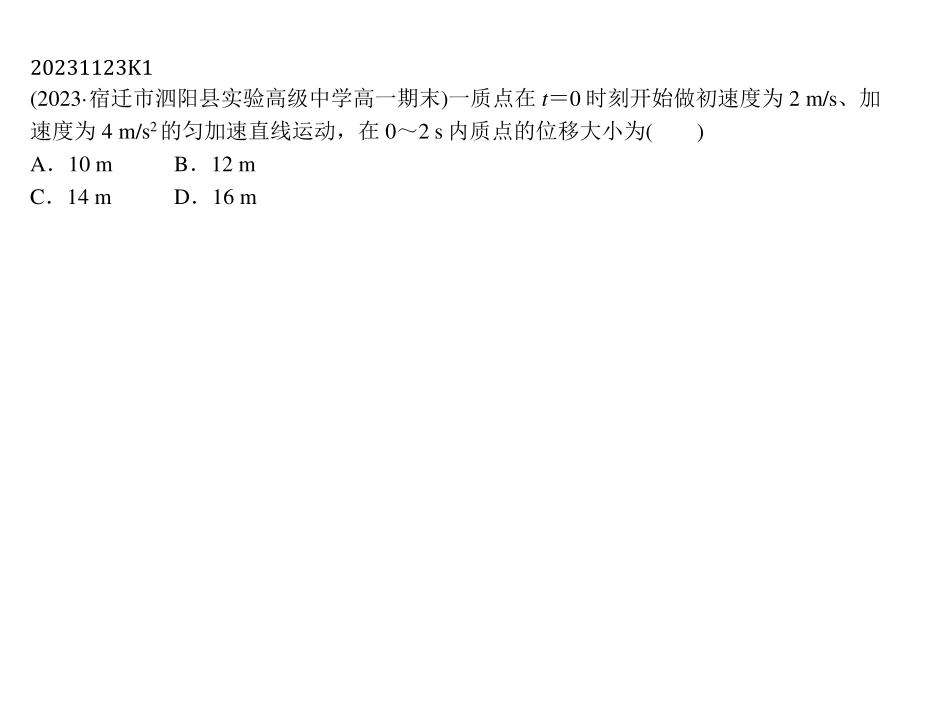 20231123K1
(2023·宿迁市泗阳县实验高级中学高一期末)一质点在 t＝0 时刻开始做初速度为 2 m/s、加
速度为 4 m/s²的匀加速直线运动，在 0～2 s 内质点的位移大小为(　　)
A．10 m　　B．12 m
C．14 m　　D．16 m